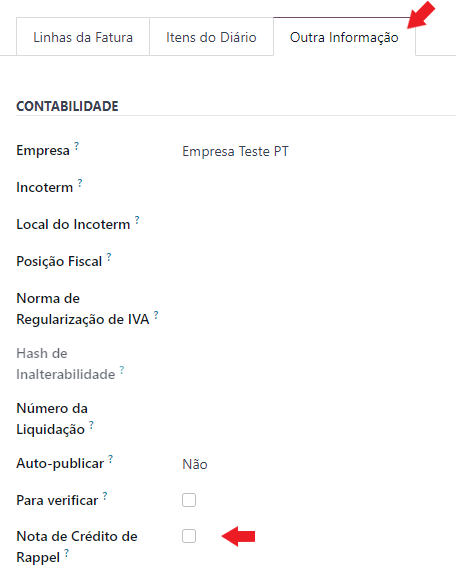 Linhas da Fatura Itens do Diário Outra Informação
CONTABILIDADE
Empresa ? Empresa Teste PT
Incoterm ?
Local do Incoterm ?
Posição Fiscal ?
Norma de
Regularização de IVA ?
Hash de
Inalterabilidade ?
Número da
Liquidação ?
Auto-publicar ? Não
Para verificar ?
Nota de Crédito de
Rappel ?